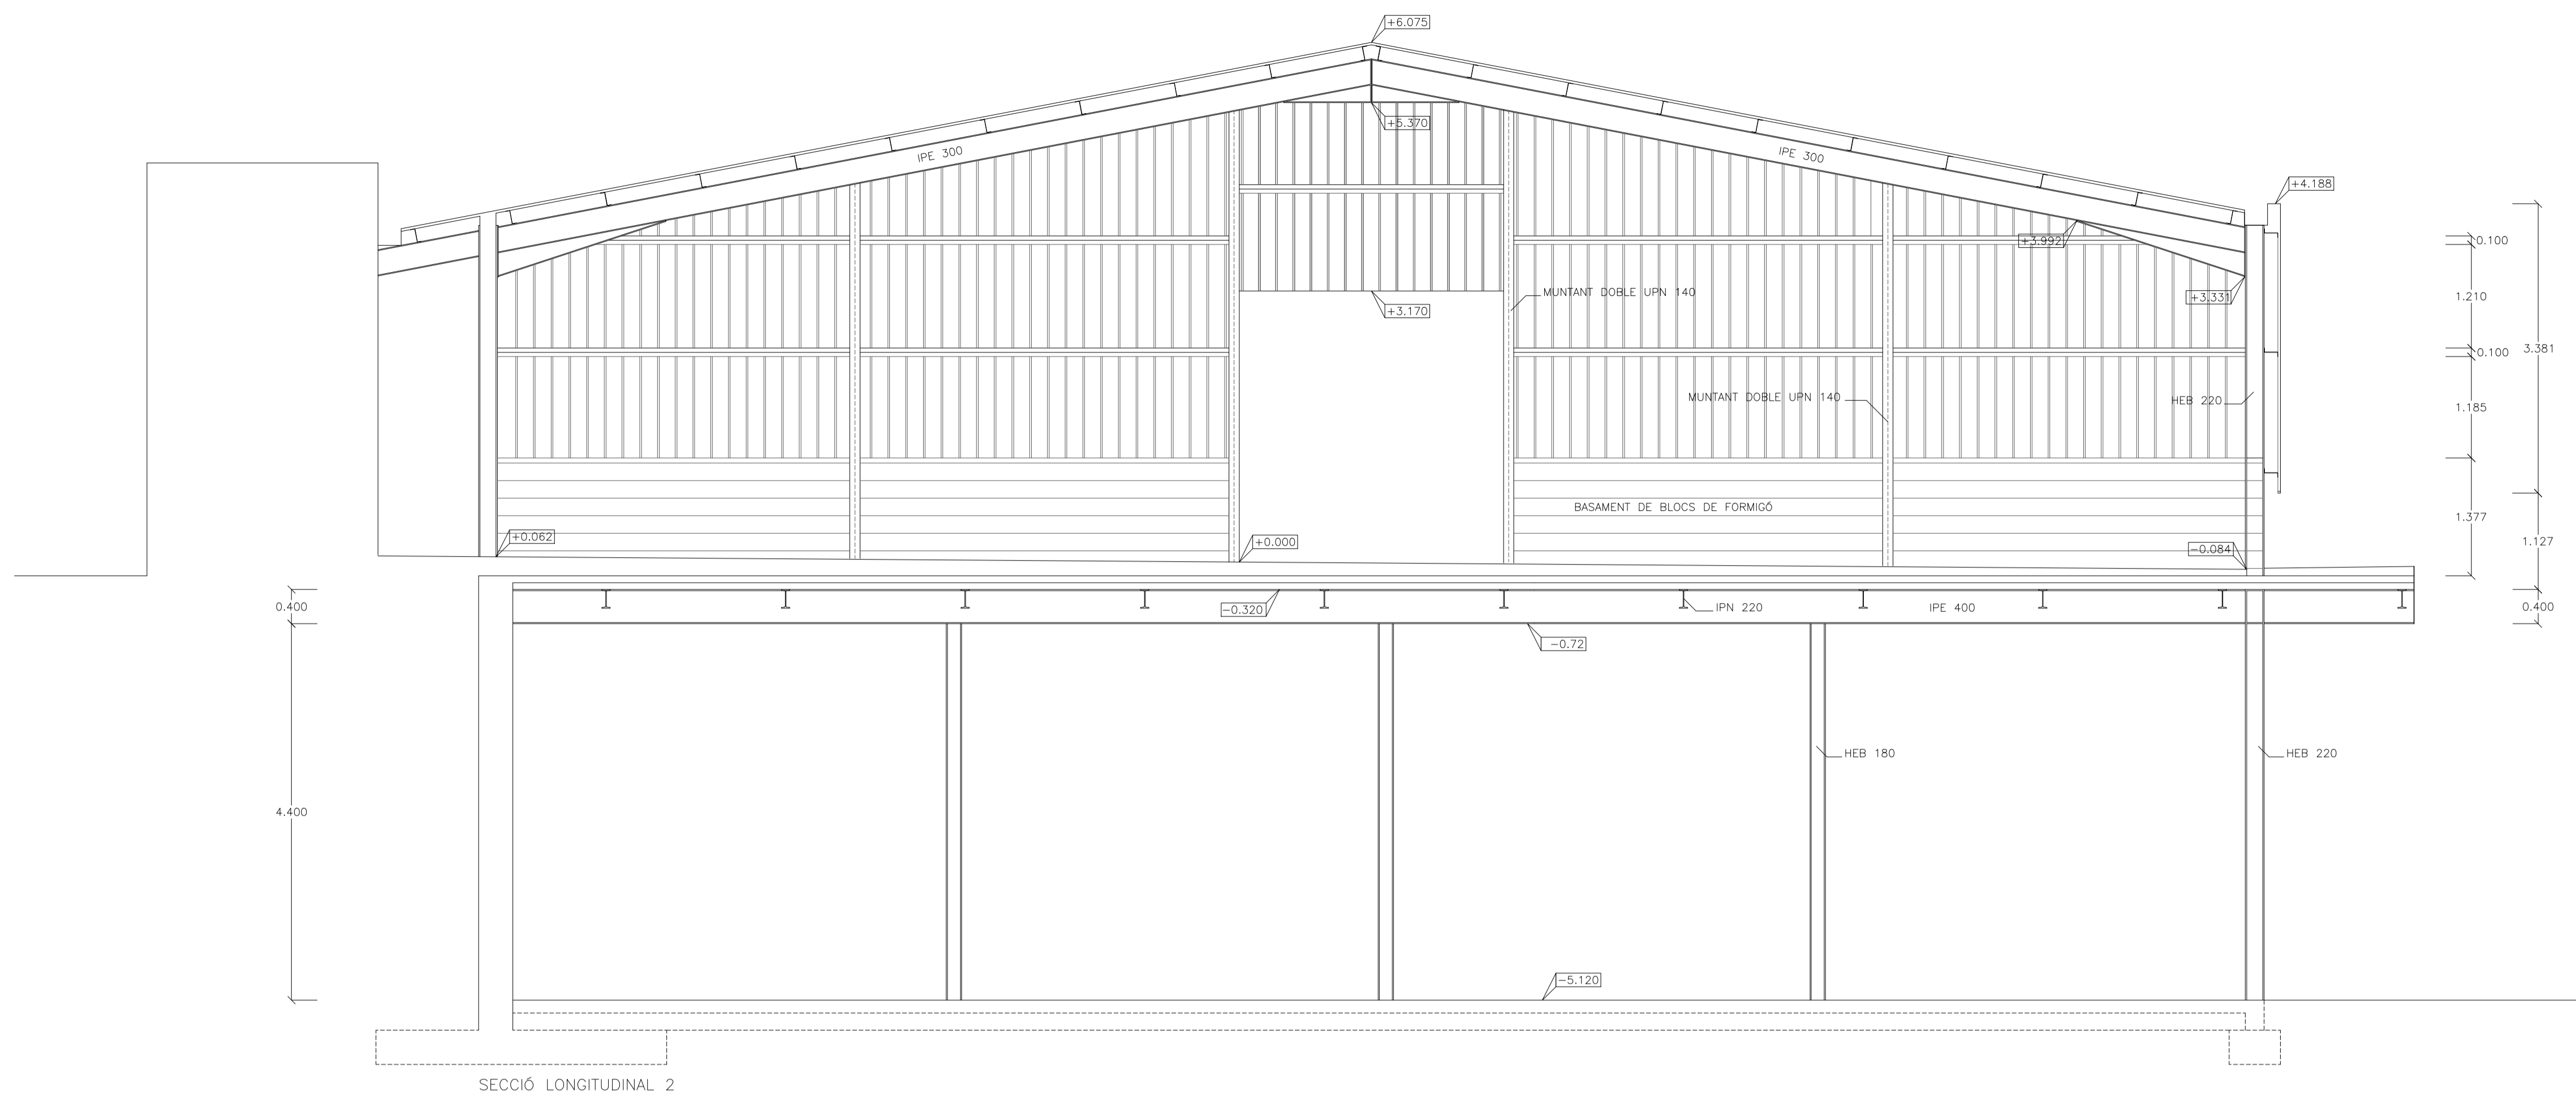 +6.075
+5.370
IPE 300
IPE 300
+4.188
+3.992
0.100
MUNTANT DOBLE UPN 140
+3.331
1.210
+3.170
0.100
3.381
MUNTANT DOBLE UPN 140
HEB 220
1.185
BASAMENT DE BLOCS DE FORMIGÓ
1.377
+0.062
+0.000
-0.084
1.127
0.400
-0.320
IPN 220
IPE 400
0.400
-0.72
HEB 180
HEB 220
4.400
-5.120
SECCIÓ LONGITUDINAL 2